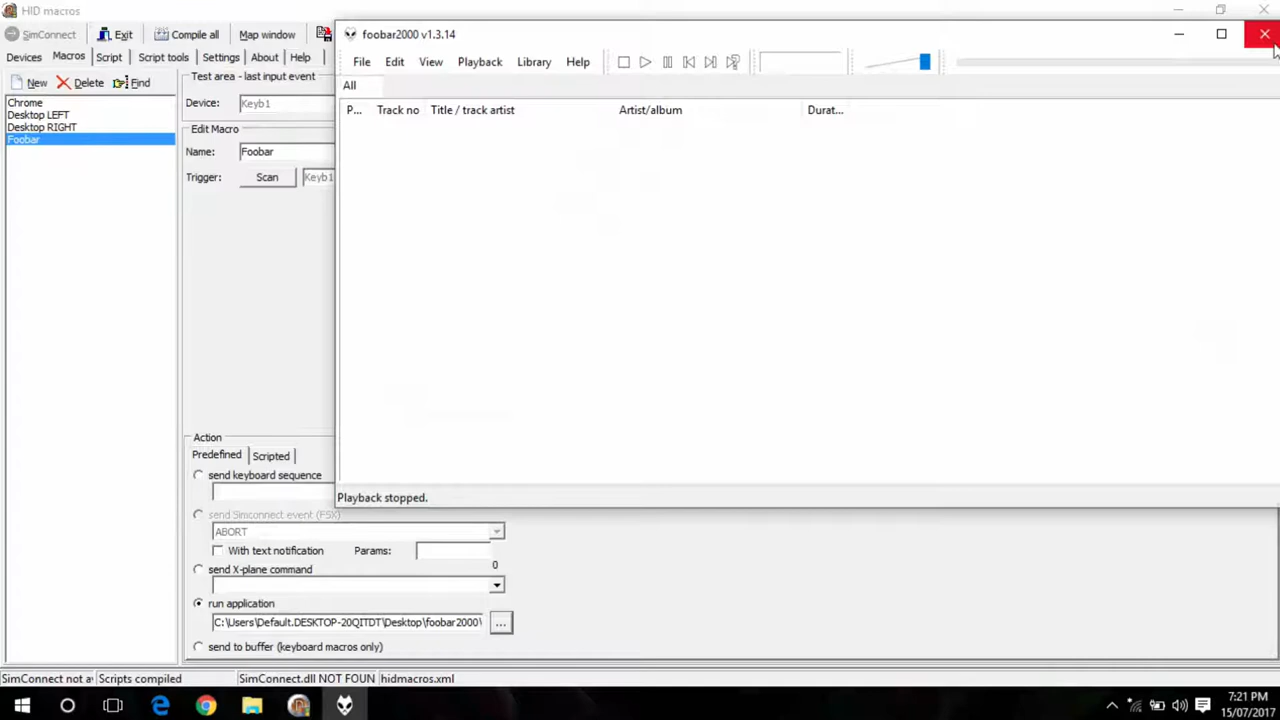 HID macros
SimConnect Exit Compile all Map window
Devices Macros Script Script tools Settings About Help
New Delete Find
Chrome
Desktop LEFT
Desktop RIGHT
Foobar
Test area - last input event
Device: Keyb1
Edit Macro
Name: Foobar
Trigger: Scan Keyb1
foobar2000 v1.3.14
File Edit View Playback Library Help
All
P... Track no Title / track artist Artist/album Durat...
Playback stopped.
Action
Predefined Scripted
send keyboard sequence
send Simconnect event (FSX)
ABORT
With text notification Params:
0
send X-plane command
run application
C:\Users\Default.DESKTOP-20QITDT\Desktop\foobar2000\ ...
send to buffer (keyboard macros only)
SimConnect not av Scripts compiled SimConnect.dll NOT FOUN hidmacros.xml
7:21 PM
15/07/2017